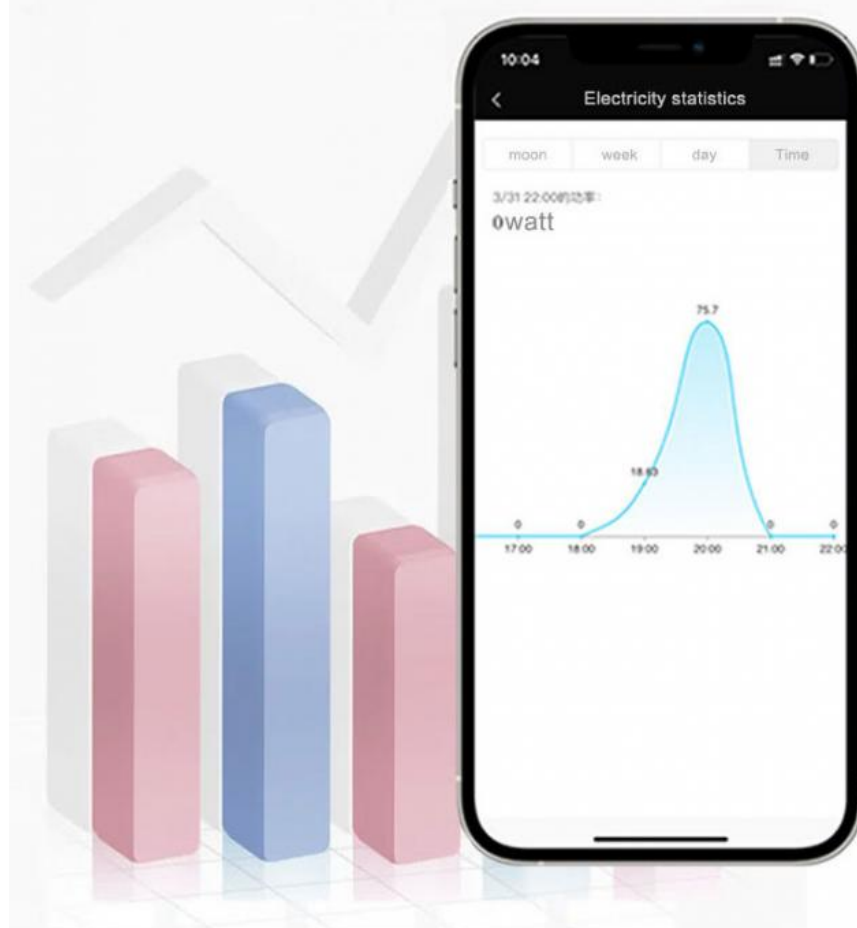 10:04
Electricity statistics
moon week day Time
3/31 22:00的功率:
0watt
75.7
18.63
0 0 0 0
17:00 18:00 19:00 20:00 21:00 22:00